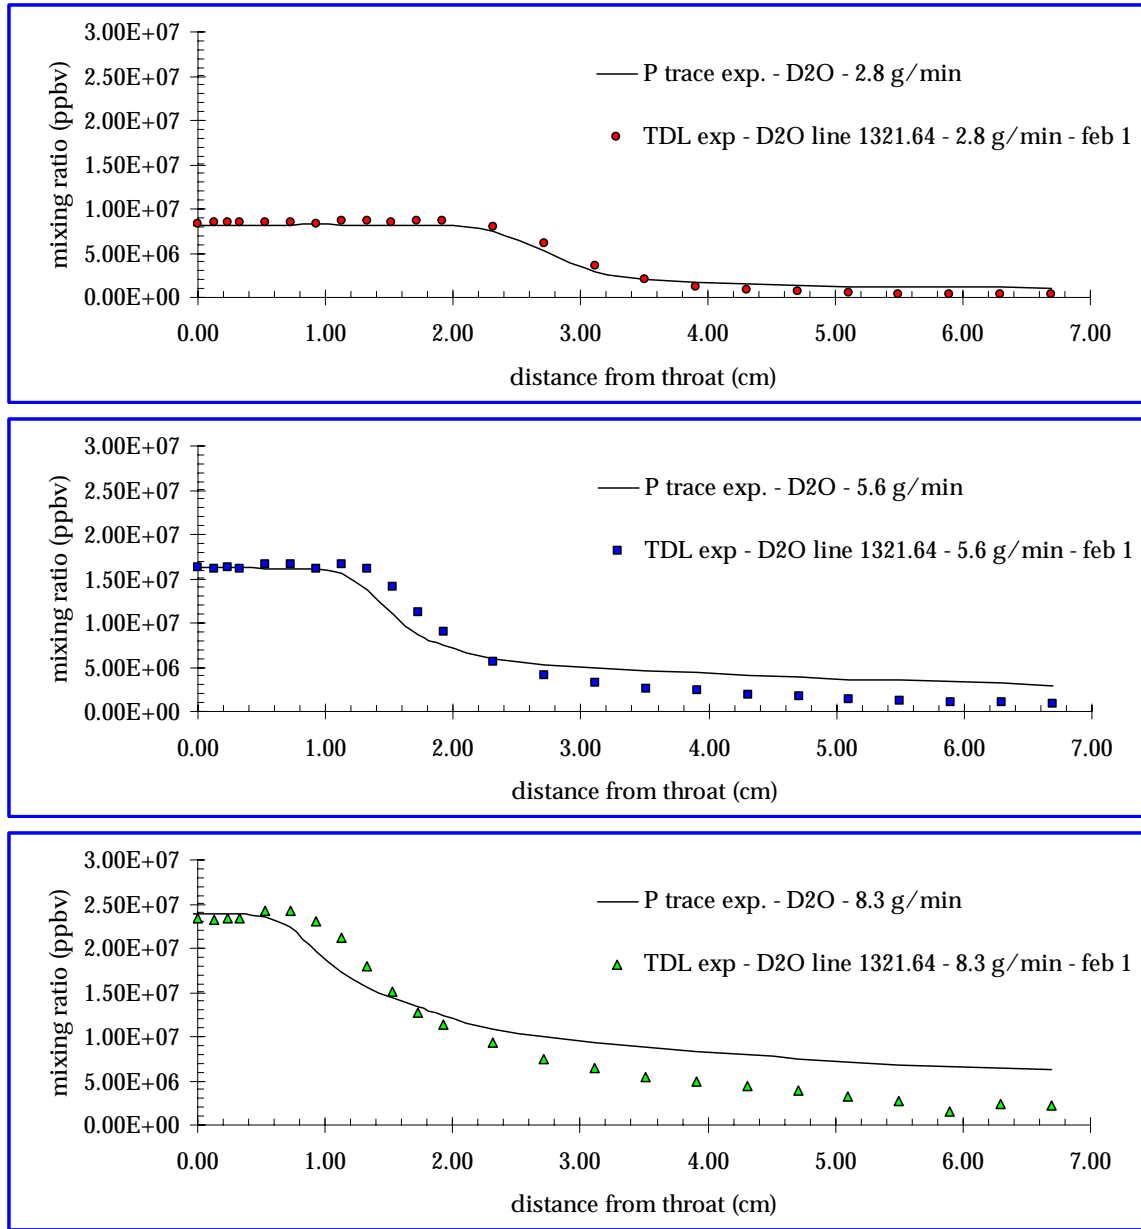 3.00E+07
P trace exp. - D2O - 2.8 g/min
2.50E+07
2.00E+07
TDL exp - D2O line 1321.64 - 2.8 g/min - feb 1
1.50E+07
1.00E+07
5.00E+06
0.00E+00
mixing ratio (ppbv)
0.00 1.00 2.00 3.00 4.00 5.00 6.00 7.00
distance from throat (cm)
3.00E+07
P trace exp. - D2O - 5.6 g/min
2.50E+07
2.00E+07
TDL exp - D2O line 1321.64 - 5.6 g/min - feb 1
1.50E+07
1.00E+07
5.00E+06
0.00E+00
mixing ratio (ppbv)
0.00 1.00 2.00 3.00 4.00 5.00 6.00 7.00
distance from throat (cm)
3.00E+07
P trace exp. - D2O - 8.3 g/min
2.50E+07
2.00E+07
TDL exp - D2O line 1321.64 - 8.3 g/min - feb 1
1.50E+07
1.00E+07
5.00E+06
0.00E+00
mixing ratio (ppbv)
0.00 1.00 2.00 3.00 4.00 5.00 6.00 7.00
distance from throat (cm)